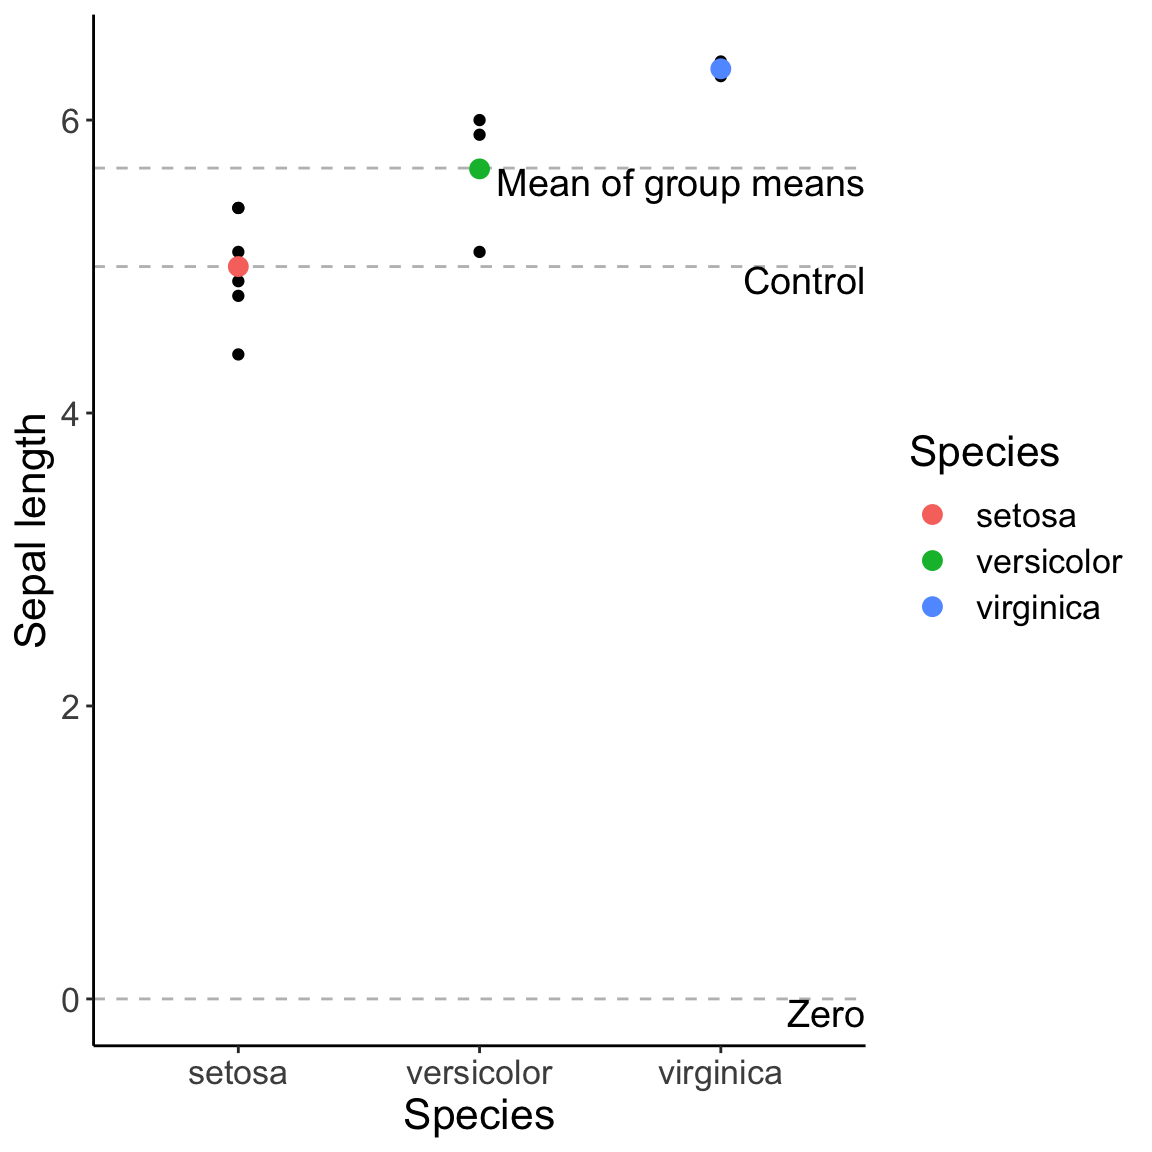 Sepal length
6
4
2
0
Mean of group means
Control
Zero
setosa
versicolor
virginica
Species
Species
setosa
versicolor
virginica